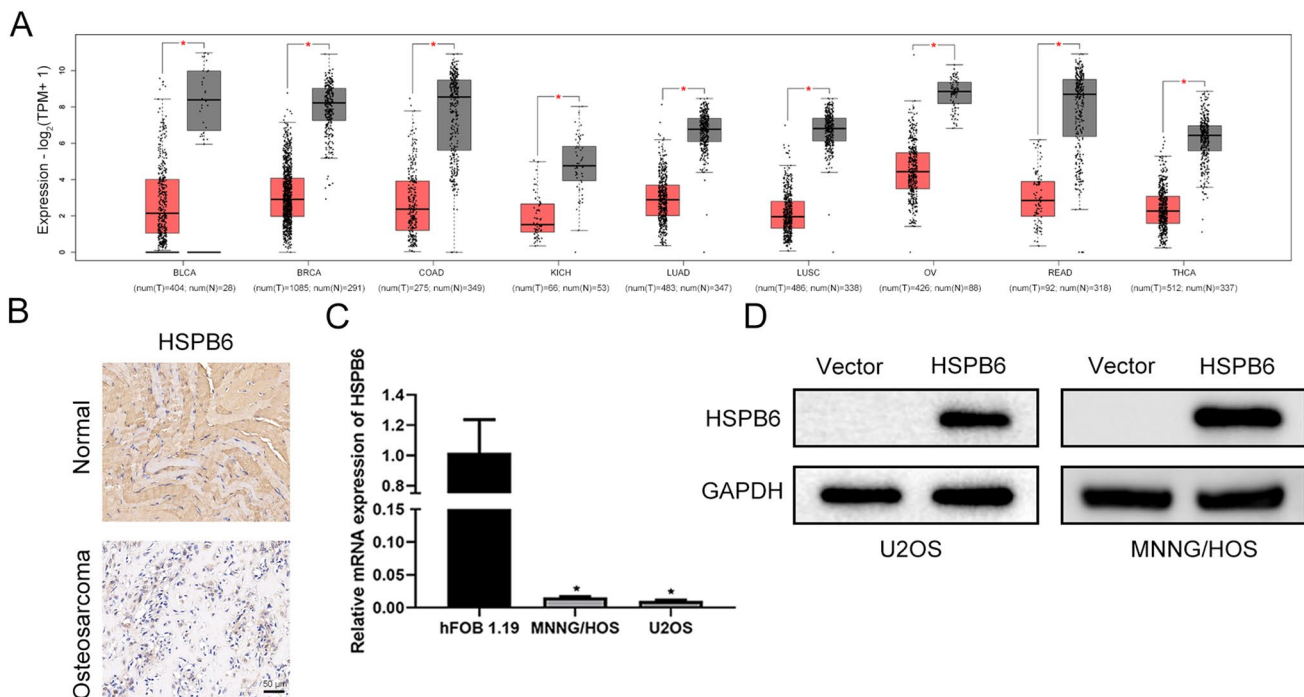 A
Expression - log2(TPM+ 1)
10
8
6
4
2
0
* * * * * * * * *
BLCA BRCA COAD KICH LUAD LUSC OV READ THCA
(num(T)=404; num(N)=28) (num(T)=1085; num(N)=291) (num(T)=275; num(N)=349) (num(T)=66; num(N)=53) (num(T)=483; num(N)=347) (num(T)=486; num(N)=338) (num(T)=426; num(N)=88) (num(T)=92; num(N)=318) (num(T)=512; num(N)=337)
B
HSPB6
Normal
Osteosarcoma
50 μm
C
Relative mRNA expression of HSPB6
1.4
1.2
1.0
0.8
0.15
0.10
0.05
0.00
* *
hFOB 1.19 MNNG/HOS U2OS
D
Vector HSPB6 Vector HSPB6
HSPB6
GAPDH
U2OS MNNG/HOS